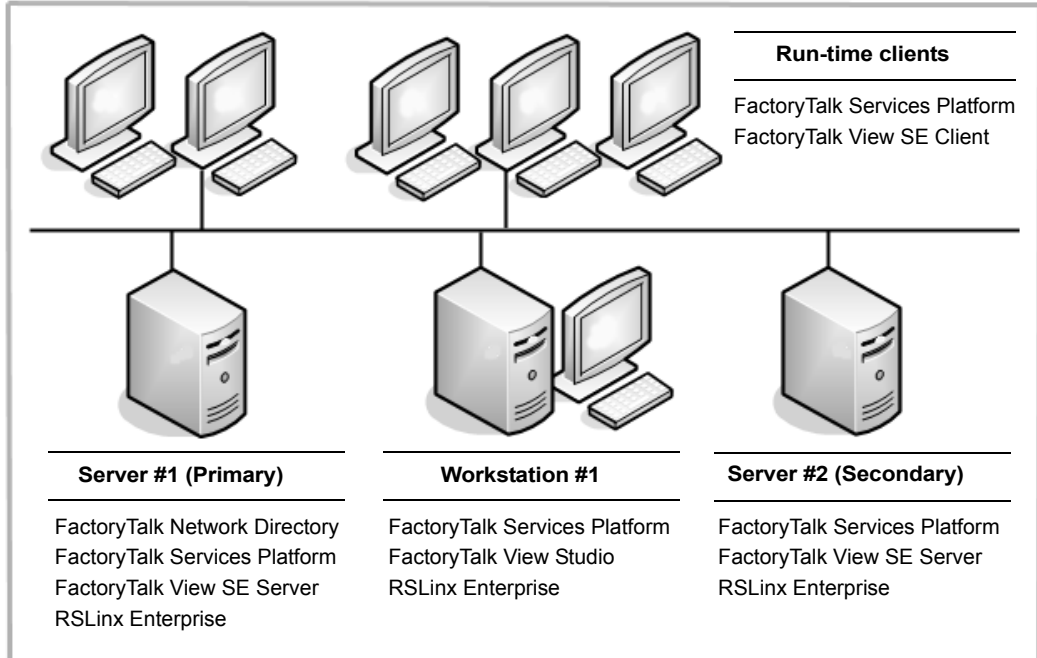 Run-time clients
FactoryTalk Services Platform
FactoryTalk View SE Client
Server #1 (Primary)
FactoryTalk Network Directory
FactoryTalk Services Platform
FactoryTalk View SE Server
RSLinx Enterprise
Workstation #1
FactoryTalk Services Platform
FactoryTalk View Studio
RSLinx Enterprise
Server #2 (Secondary)
FactoryTalk Services Platform
FactoryTalk View SE Server
RSLinx Enterprise